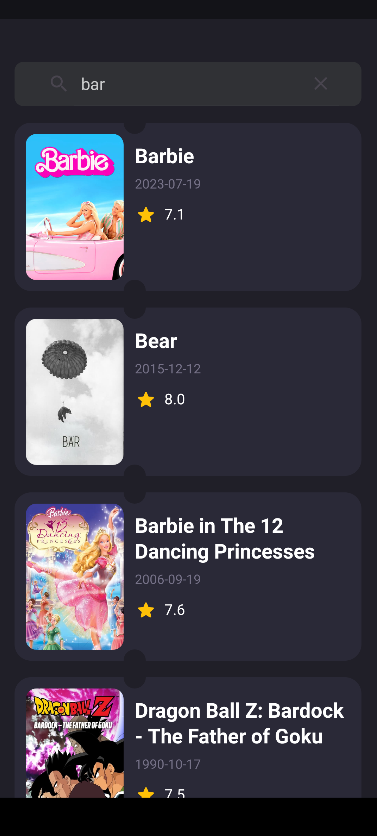 bar
Barbie
Barbie
2023-07-19
7.1
Bear
2015-12-12
8.0
BAR
Barbie in The 12
Dancing Princesses
2006-09-19
7.6
Barbie
12
Dancing
PRINCESSES
Dragon Ball Z: Bardock
- The Father of Goku
1990-10-17
7.5
DRAGON BALL Z
BARDOCK - THE FATHER OF GOKU